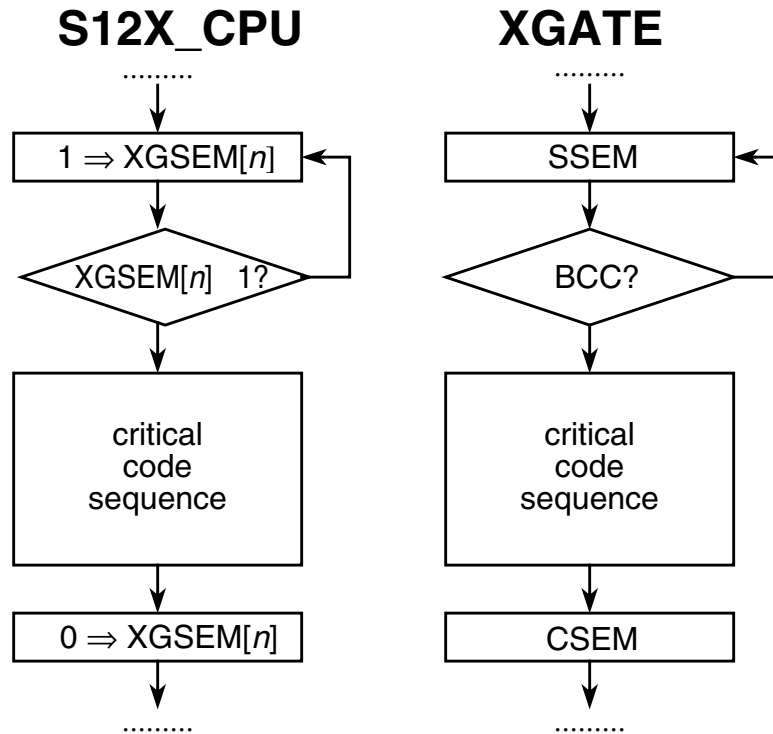 S12X_CPU
.........
1 ⇒ XGSEM[n]
XGSEM[n] 1?
critical
code
sequence
0 ⇒ XGSEM[n]
.........
XGATE
.........
SSEM
BCC?
critical
code
sequence
CSEM
.........